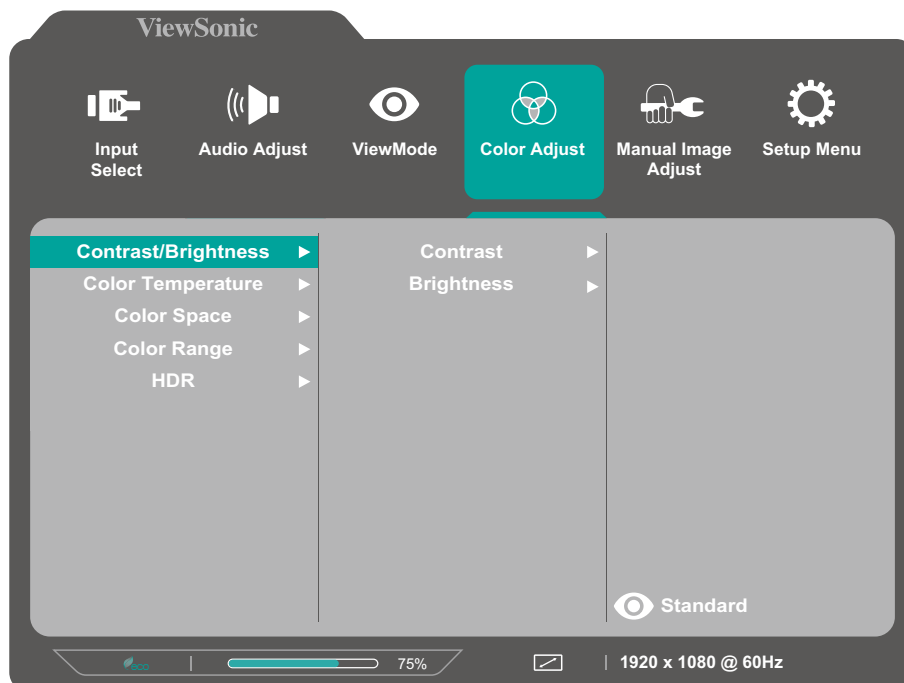 ViewSonic
Input Select
Audio Adjust
ViewMode
Color Adjust
Manual Image Adjust
Setup Menu
Contrast/Brightness
Contrast
Color Temperature
Brightness
Color Space
Color Range
HDR
Standard
eco | 75% | 1920 x 1080 @ 60Hz